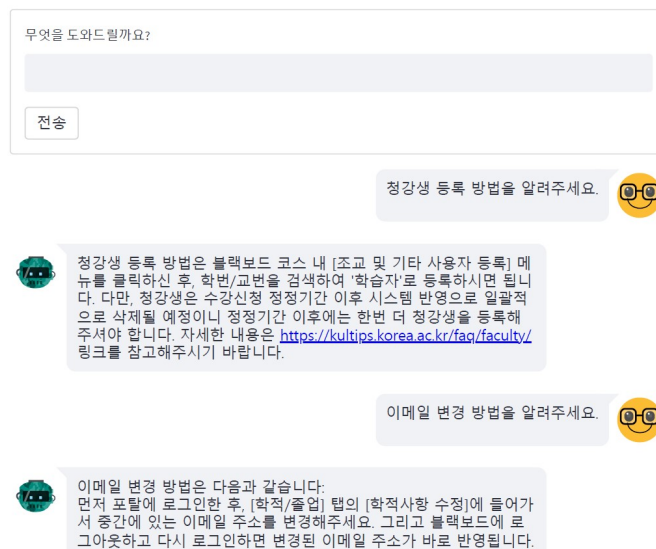 무엇을 도와드릴까요?
전송
청강생 등록 방법을 알려주세요.
청강생 등록 방법은 블랙보드 코스 내 [조교 및 기타 사용자 등록] 메
뉴를 클릭하신 후, 학번/교번을 검색하여 '학습자'로 등록하시면 됩니
다. 다만, 청강생은 수강신청 정정기간 이후 시스템 반영으로 일괄적
으로 삭제될 예정이니 정정기간 이후에는 한번 더 청강생을 등록해
주셔야 합니다. 자세한 내용은 https://kultips.korea.ac.kr/faq/faculty/
링크를 참고해주시기 바랍니다.
이메일 변경 방법을 알려주세요.
이메일 변경 방법은 다음과 같습니다:
먼저 포탈에 로그인한 후, [학적/졸업] 탭의 [학적사항 수정]에 들어가
서 중간에 있는 이메일 주소를 변경해주세요. 그리고 블랙보드에 로
그아웃하고 다시 로그인하면 변경된 이메일 주소가 바로 반영됩니다.